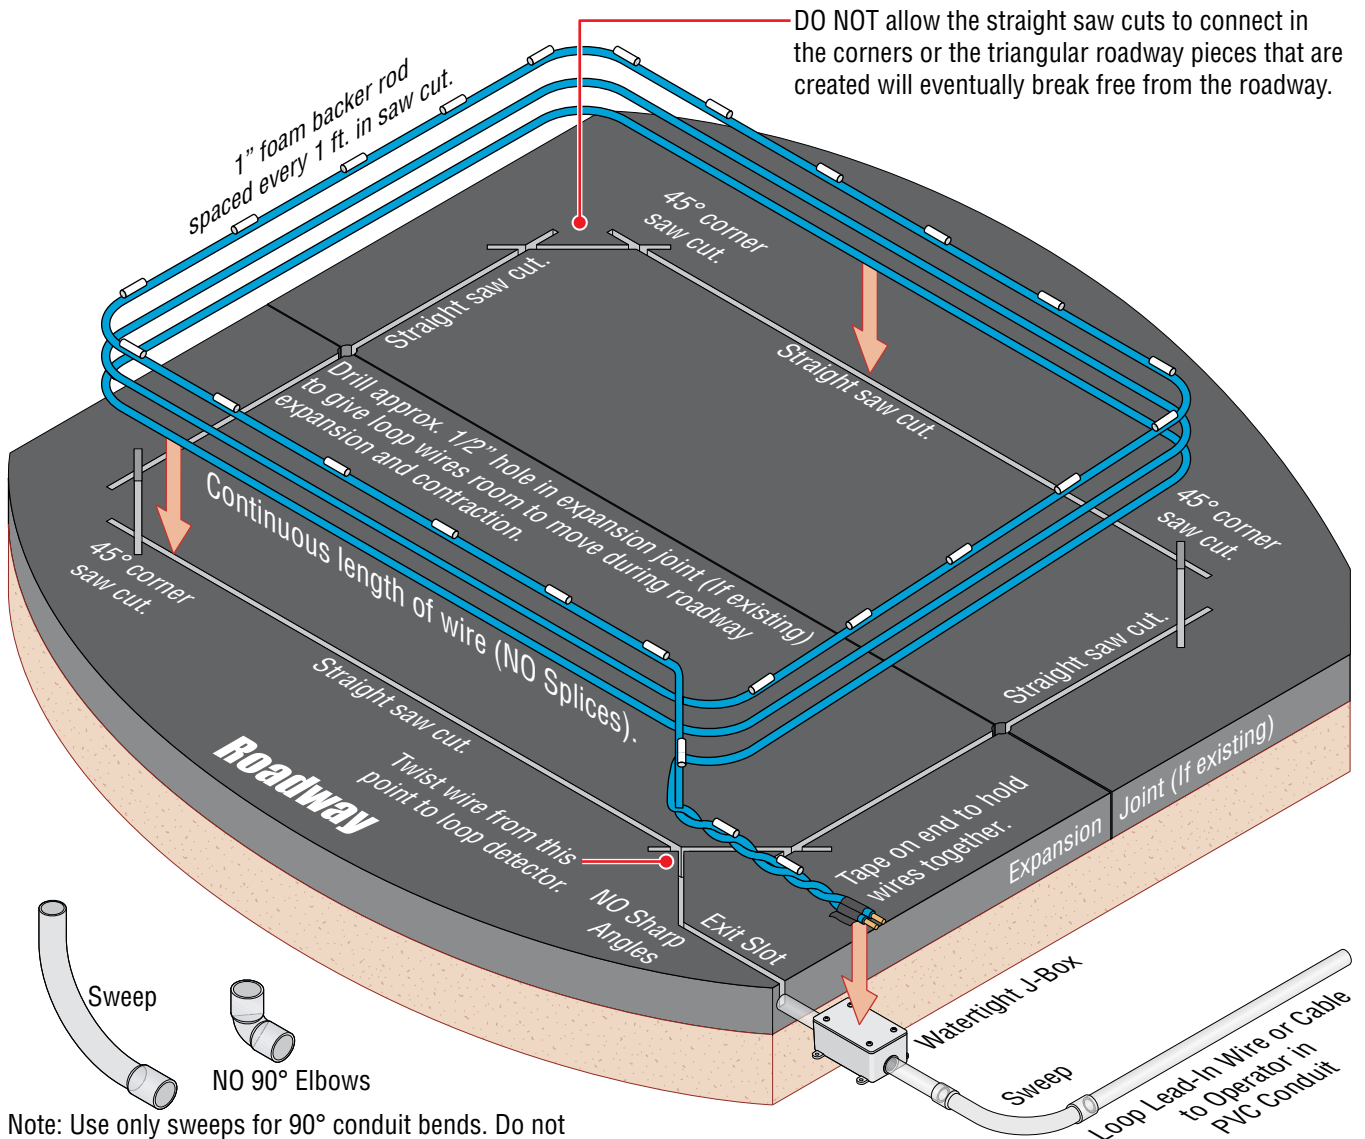 DO NOT allow the straight saw cuts to connect in
the corners or the triangular roadway pieces that are
created will eventually break free from the roadway.
1” foam backer rod
spaced every 1 ft. in saw cut.
45° corner
saw cut.
Straight saw cut.
Straight saw cut.
Drill approx. 1/2” hole in expansion joint (If existing)
to give loop wires room to move during roadway
expansion and contraction.
Continuous length of wire (NO Splices).
45° corner
saw cut.
45° corner
saw cut.
Straight saw cut.
Straight saw cut.
Roadway
Twist wire from this
point to loop detector.
Tape on end to hold
wires together.
Expansion Joint (If existing)
NO Sharp
Angles
Exit Slot
Watertight J-Box
Sweep
Loop Lead-In Wire or Cable
to Operator in
PVC Conduit
Sweep
NO 90° Elbows
Note: Use only sweeps for 90° conduit bends. Do not